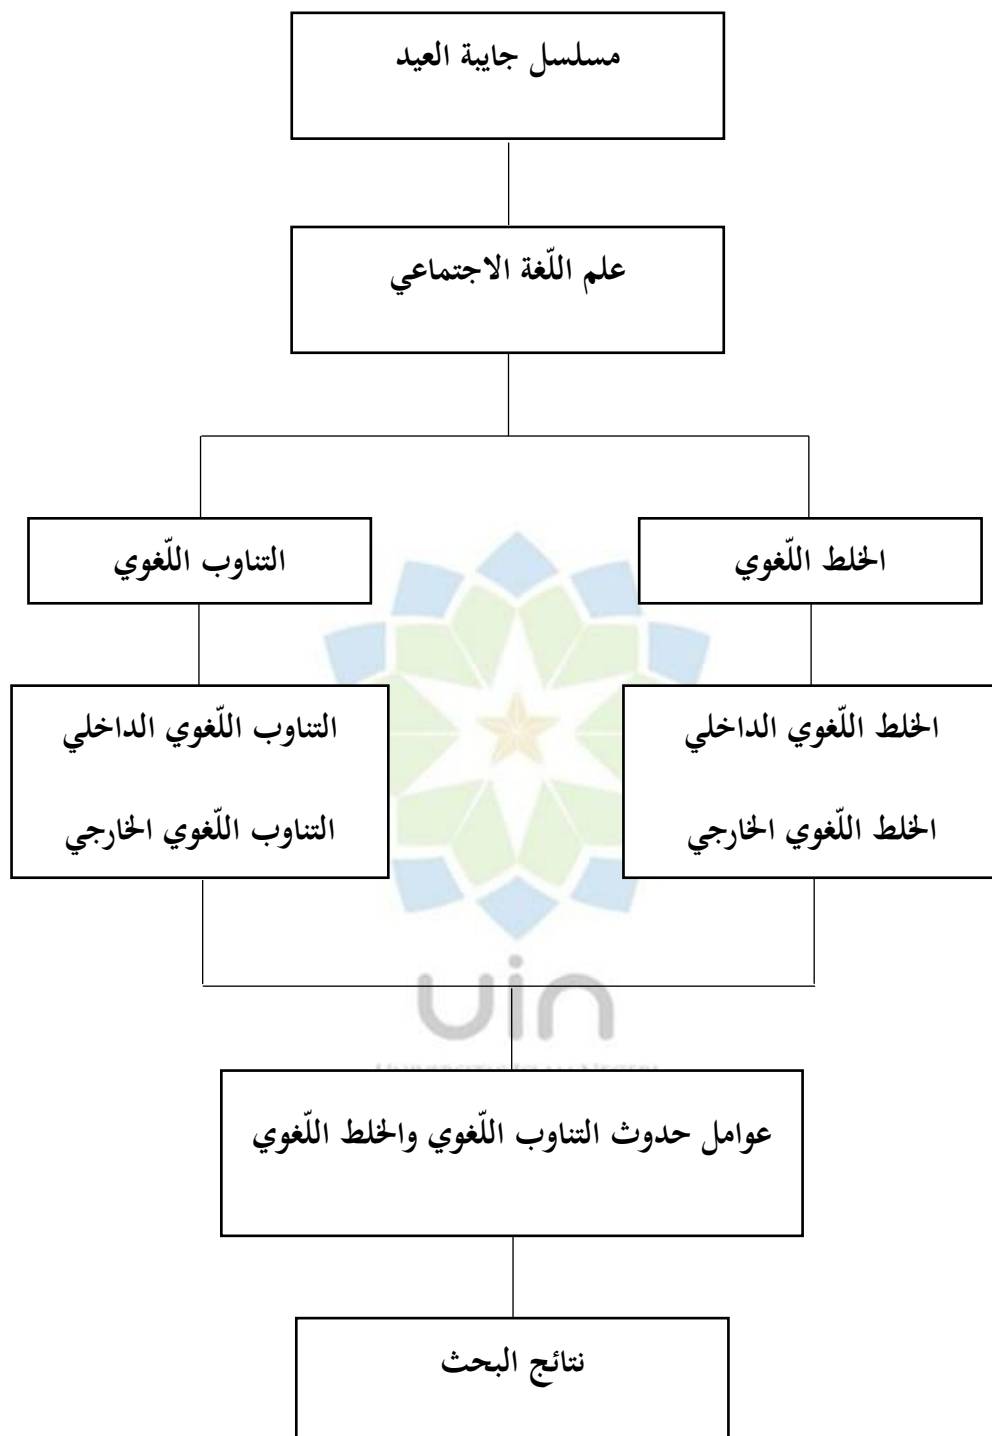 مسلسل جايبة العيد
علم اللّغة الاجتماعي
الخلط اللّغوي
التناوب اللّغوي
الخلط اللّغوي الداخلي
الخلط اللّغوي الخارجي
التناوب اللّغوي الداخلي
التناوب اللّغوي الخارجي
uin
عوامل حدوث التناوب اللّغوي والخلط اللّغوي
نتائج البحث